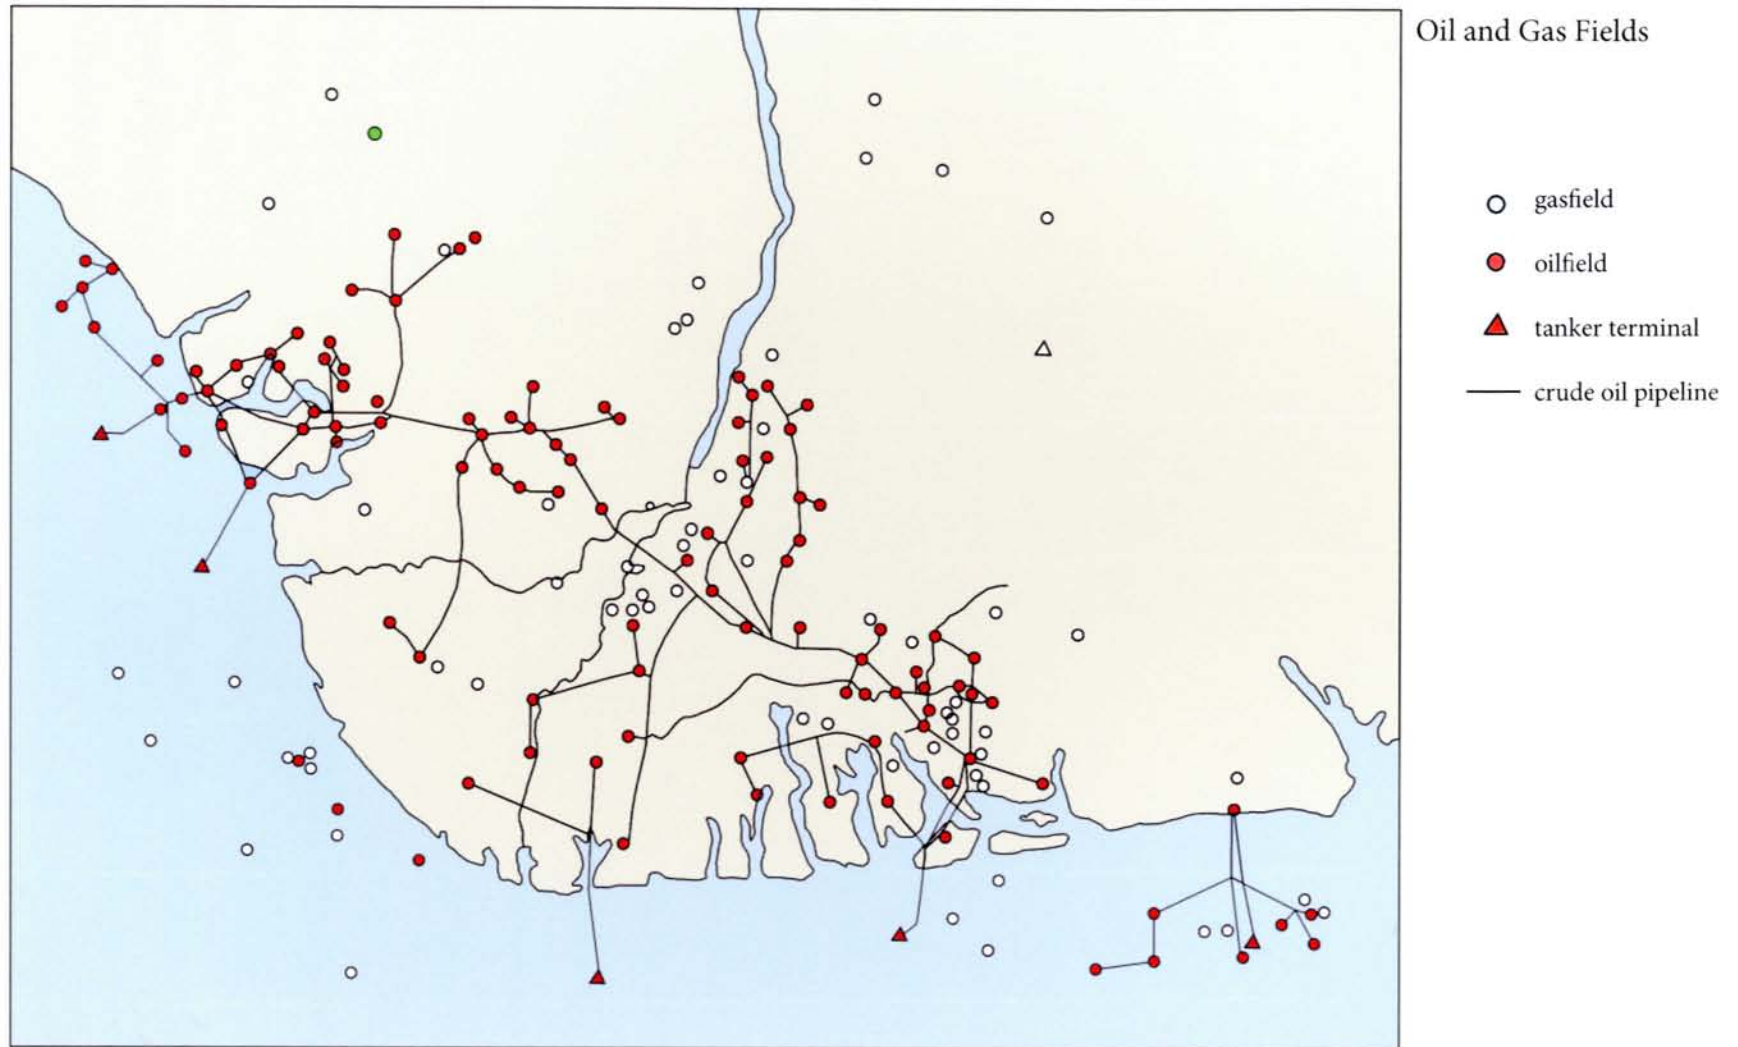 Oil and Gas Fields
gasfield
oilfield
tanker terminal
crude oil pipeline